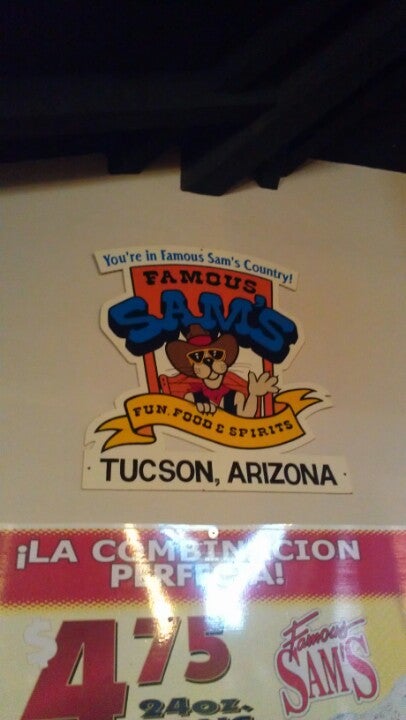 You're in Famous Sam's Country!
FAMOUS
SAM'S
FUN, FOOD & SPIRITS
TUCSON, ARIZONA
¡LA COMBINACION
PERFECTA!
$4.75
Famous
SAM'S
24OZ.